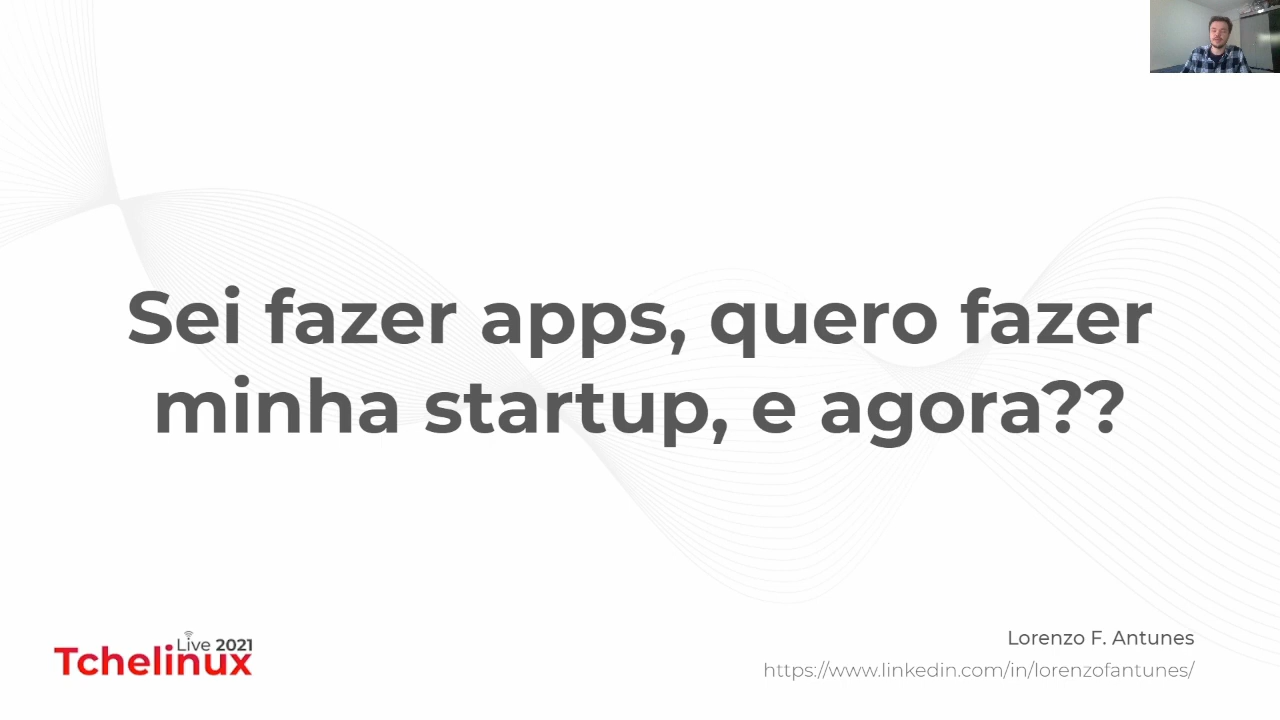 Sei fazer apps, quero fazer
minha startup, e agora??
Live 2021
Tchelinux
Lorenzo F. Antunes
https://www.linkedin.com/in/lorenzofantunes/